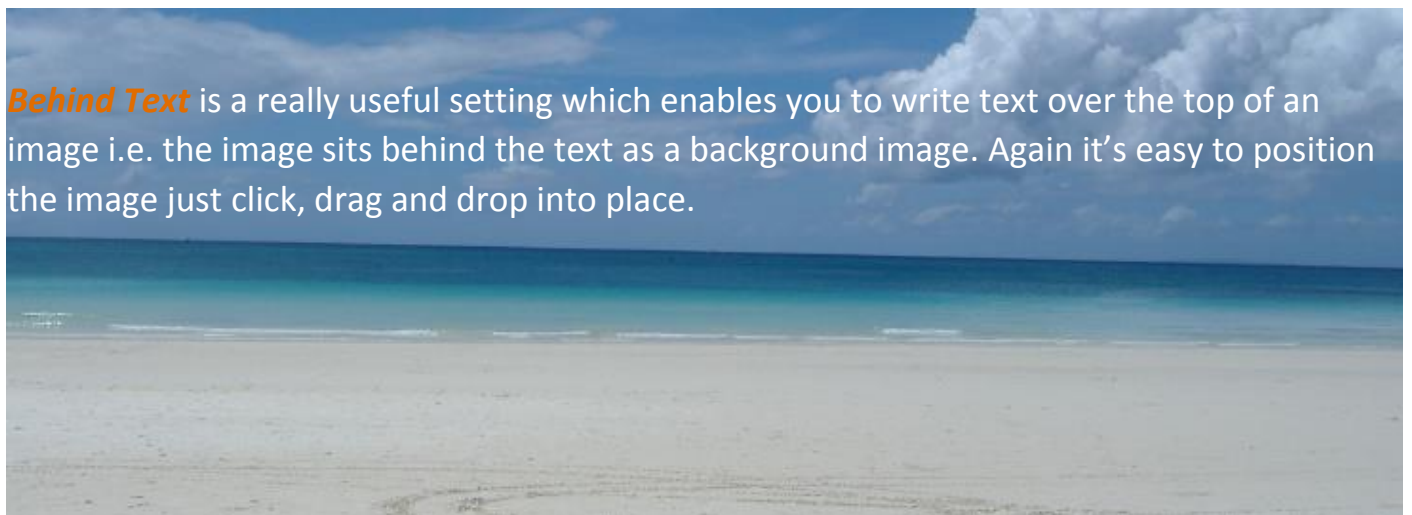 Behind Text is a really useful setting which enables you to write text over the top of an
image i.e. the image sits behind the text as a background image. Again it’s easy to position
the image just click, drag and drop into place.